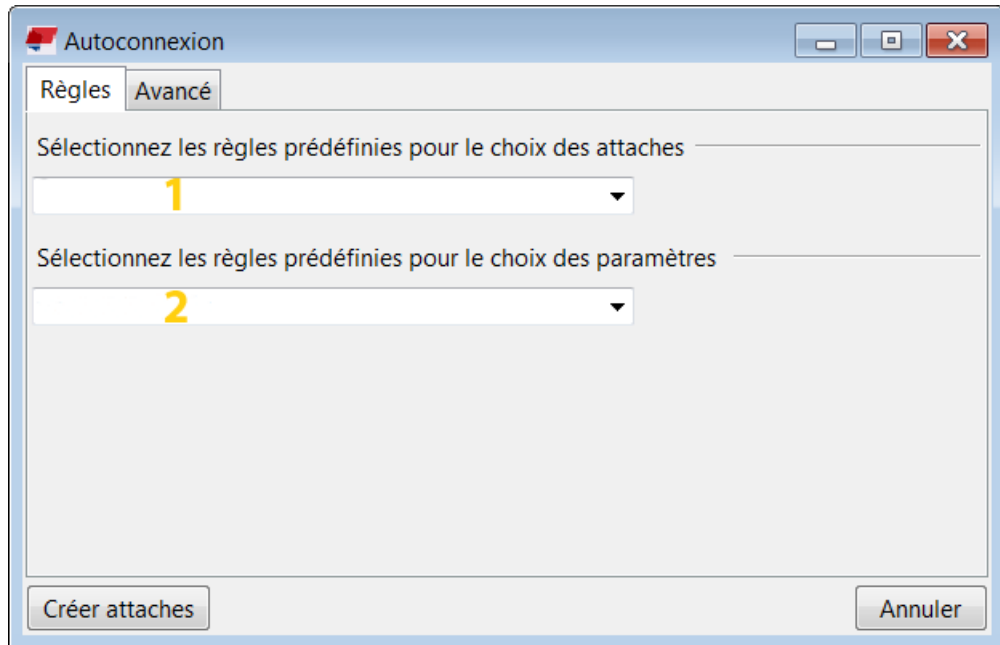 Autoconnexion
Règles Avancé
Sélectionnez les règles prédéfinies pour le choix des attaches
1
Sélectionnez les règles prédéfinies pour le choix des paramètres
2
Créer attaches Annuler